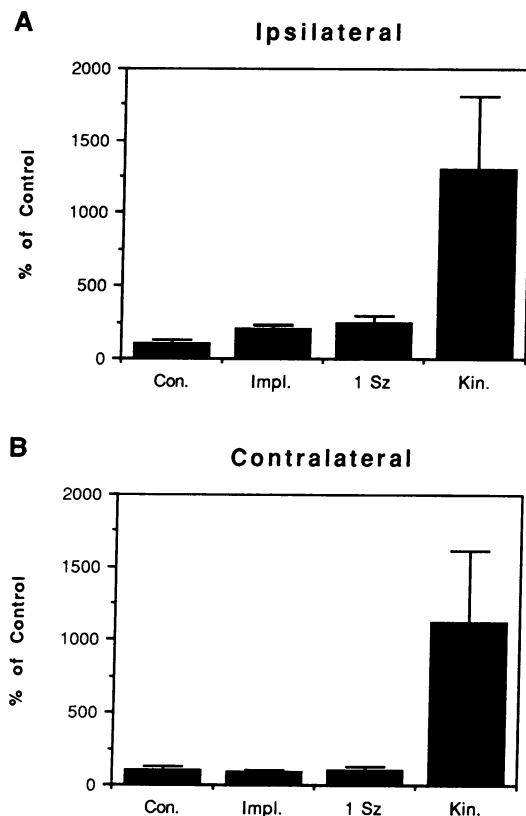 A
Ipsilateral
% of Control
2000
1500
1000
500
0
Con. Impl. 1 Sz Kin.
B
Contralateral
% of Control
2000
1500
1000
500
0
Con. Impl. 1 Sz Kin.